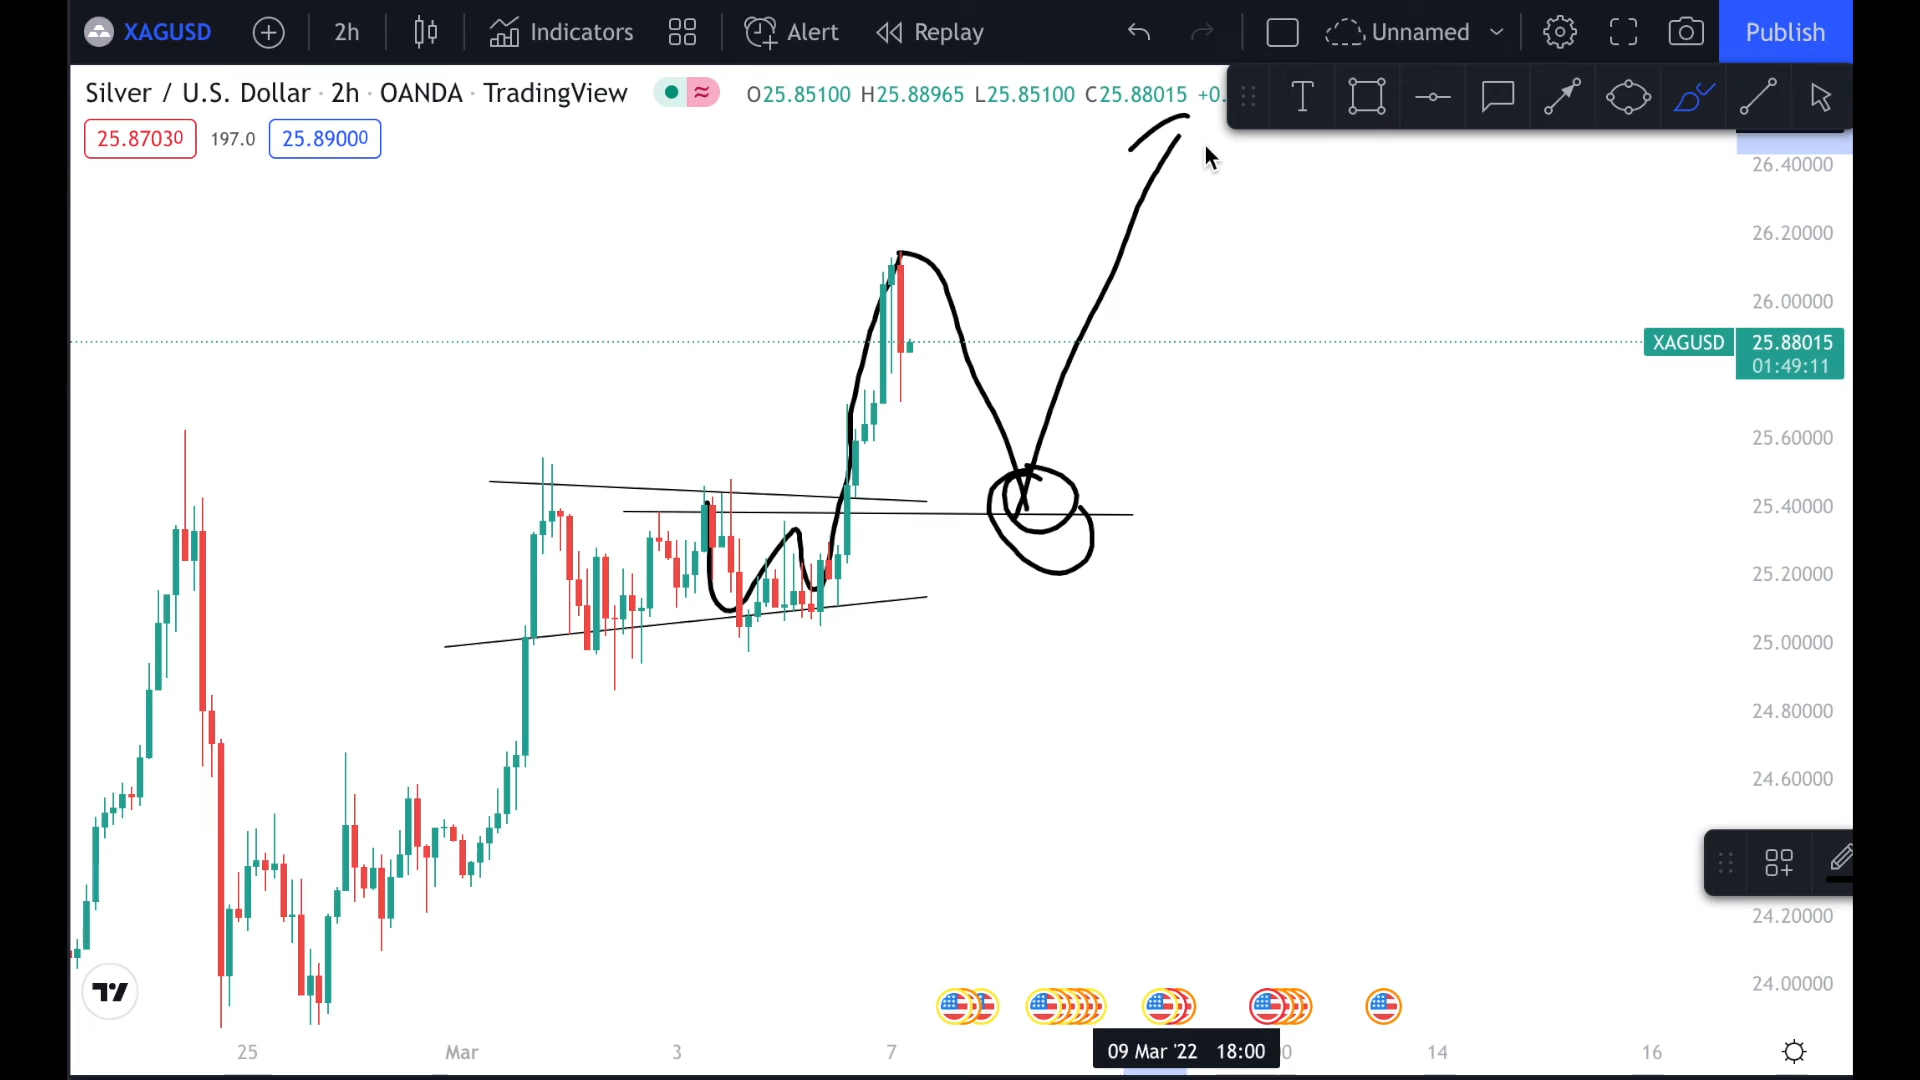 XAGUSD 2h Indicators Alert Replay Unnamed Publish
Silver / U.S. Dollar · 2h · OANDA · TradingView O25.85100 H25.88965 L25.85100 C25.88015 +0.
25.87030 197.0 25.89000
26.40000
26.20000
26.00000
XAGUSD 25.88015
01:49:11
25.60000
25.40000
25.20000
25.00000
24.80000
24.60000
24.20000
24.00000
25 Mar 3 7 09 Mar '22 18:00 0 14 16